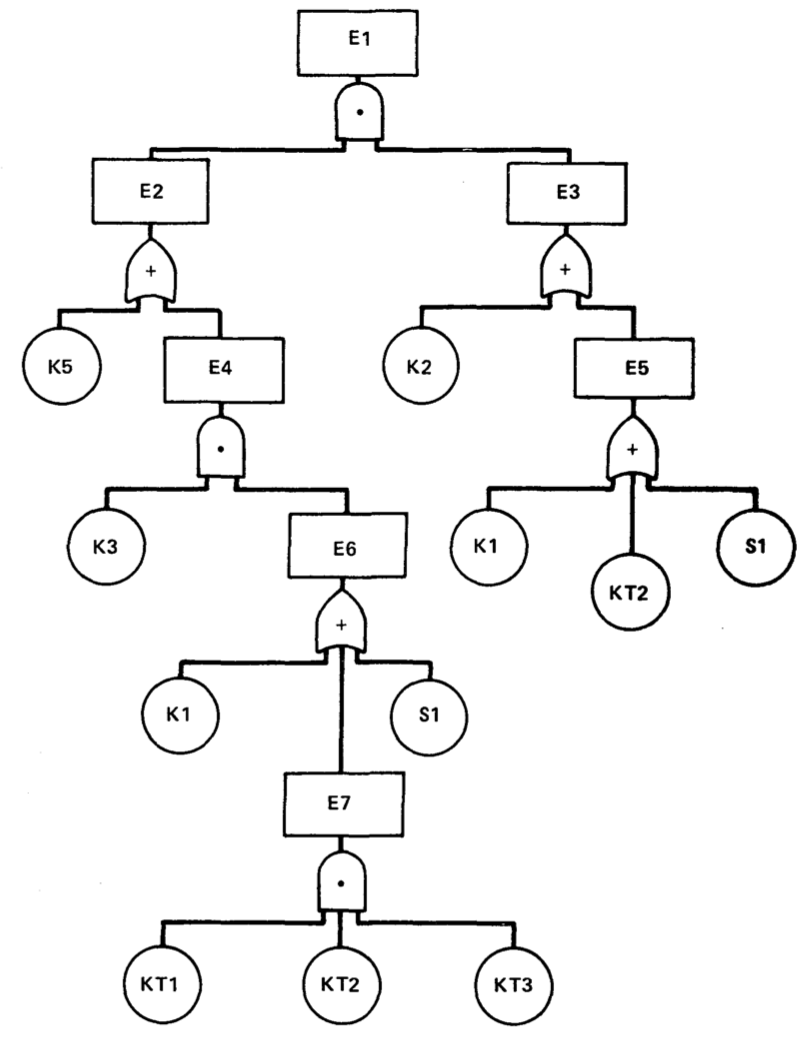 E1
·
E2
E3
+
+
K5
E4
K2
E5
·
+
K3
E6
K1
KT2
S1
+
K1
S1
E7
·
KT1
KT2
KT3